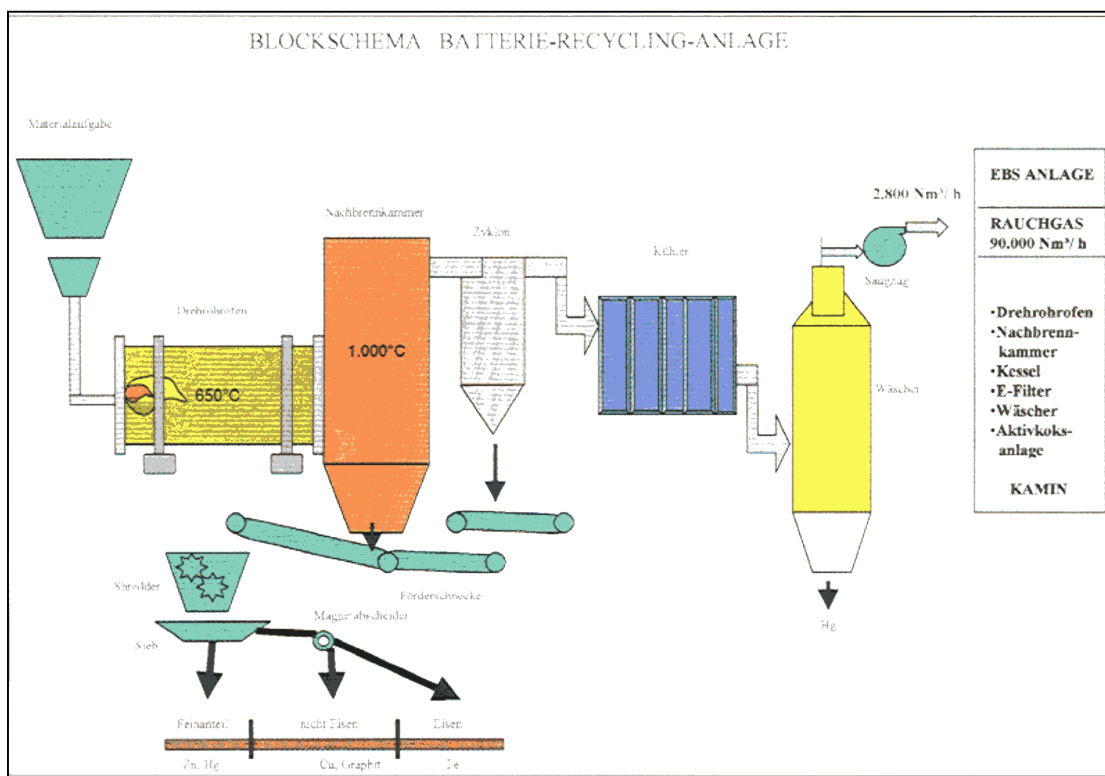 BLOCKSCHEMA BATTERIE-RECYCLING-ANLAGE
Materialaufgabe
Nachbrennkammer
Zyklon
Kühler
2,800 Nm³/ h
Saugzug
EBS ANLAGE
RAUCHGAS
90.000 Nm³/ h
•Drehrohrofen
•Nachbrenn-
kammer
•Kessel
•E-Filter
•Wäscher
•Aktivkoks-
anlage
KAMIN
Drehrohrofen
650°C
1.000°C
Wäscher
Shredder
Sieb
Förderschnecke
Magnetabscheider
Hg
Feinanteil
nicht Eisen
Eisen
Zn, Hg
Cu, Graphit
Fe